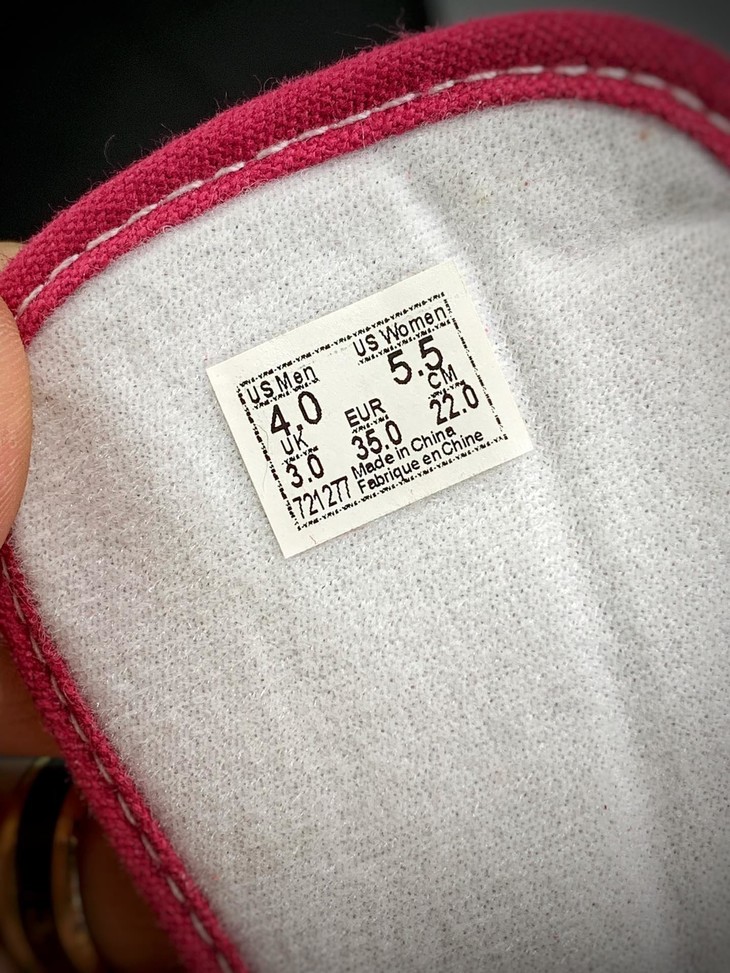 US Men US Women
4.0 5.5
UK EUR CM
3.0 35.0 22.0
721277 Made in China
Fabrique en Chine